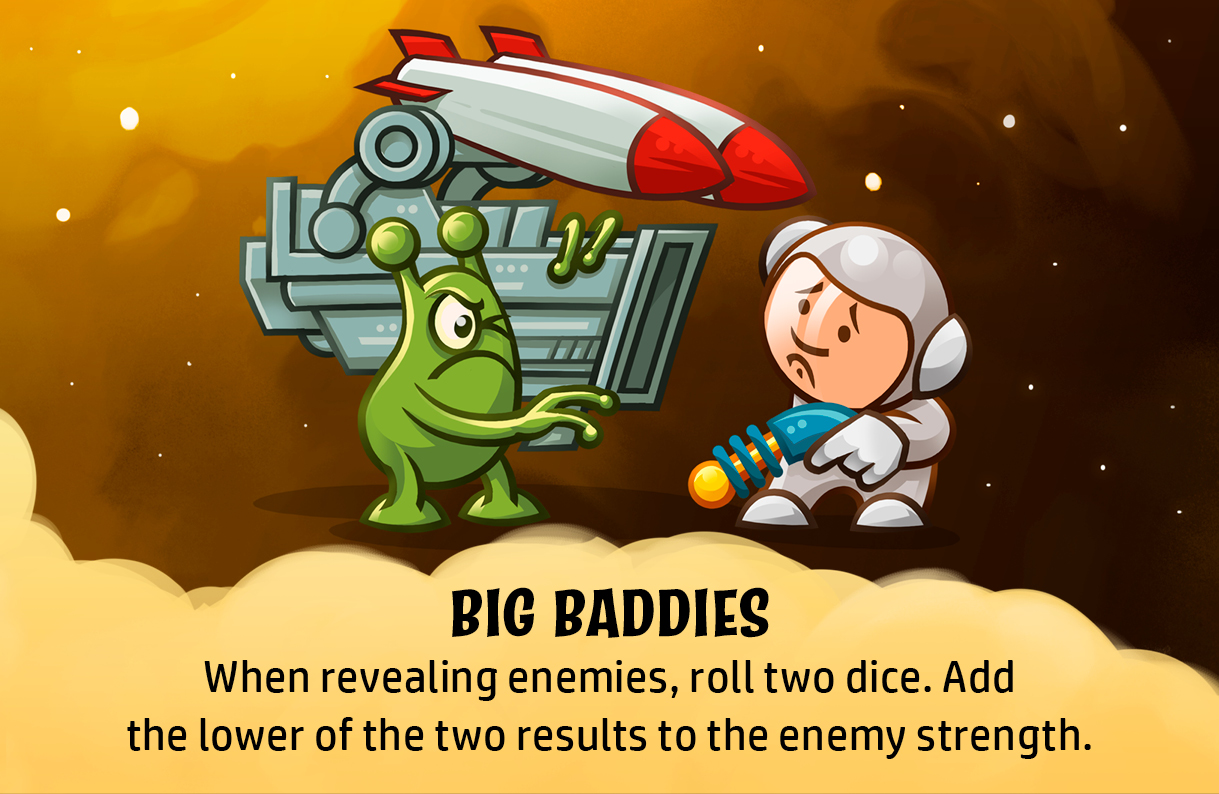 BIG BADDIES
When revealing enemies, roll two dice. Add
the lower of the two results to the enemy strength.